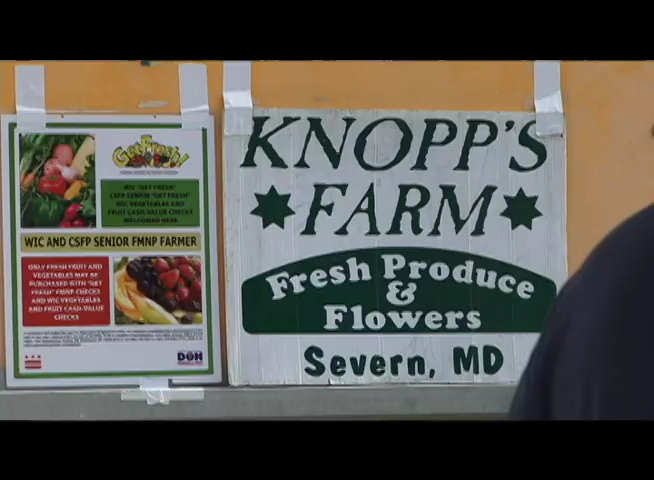 Get Fresh!
WIC "GET FRESH"
CSFP SENIOR "GET FRESH"
WIC VEGETABLES AND
FRUIT CASH-VALUE CHECKS
WELCOMED HERE
WIC AND CSFP SENIOR FMNP FARMER
ONLY FRESH FRUIT AND
VEGETABLES MAY BE
PURCHASED WITH "GET
FRESH" FMNP CHECKS
AND WIC VEGETABLES
AND FRUIT CASH-VALUE
CHECKS
DOH
KNOPP'S
FARM
Fresh Produce
&
Flowers
Severn, MD